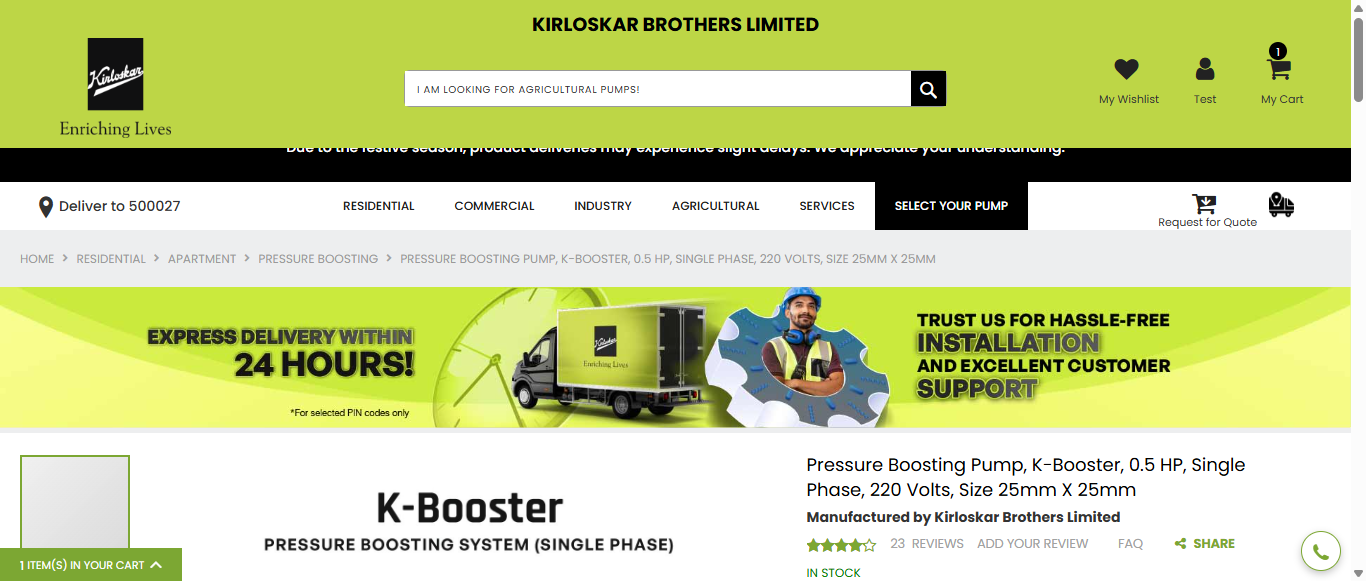 KIRLOSKAR BROTHERS LIMITED
Kirloskar
Enriching Lives
I AM LOOKING FOR AGRICULTURAL PUMPS!
My Wishlist
Test
1
My Cart
Due to the festive season, product deliveries may experience slight delays. We appreciate your understanding.
Deliver to 500027
RESIDENTIAL COMMERCIAL INDUSTRY AGRICULTURAL SERVICES SELECT YOUR PUMP
Request for Quote
HOME > RESIDENTIAL > APARTMENT > PRESSURE BOOSTING > PRESSURE BOOSTING PUMP, K-BOOSTER, 0.5 HP, SINGLE PHASE, 220 VOLTS, SIZE 25MM X 25MM
EXPRESS DELIVERY WITHIN
24 HOURS!
*For selected PIN codes only
Kirloskar
Enriching Lives
TRUST US FOR HASSLE-FREE
INSTALLATION
AND EXCELLENT CUSTOMER
SUPPORT
K-Booster
PRESSURE BOOSTING SYSTEM (SINGLE PHASE)
Pressure Boosting Pump, K-Booster, 0.5 HP, Single
Phase, 220 Volts, Size 25mm X 25mm
Manufactured by Kirloskar Brothers Limited
23 REVIEWS ADD YOUR REVIEW FAQ SHARE
IN STOCK
1 ITEM(S) IN YOUR CART